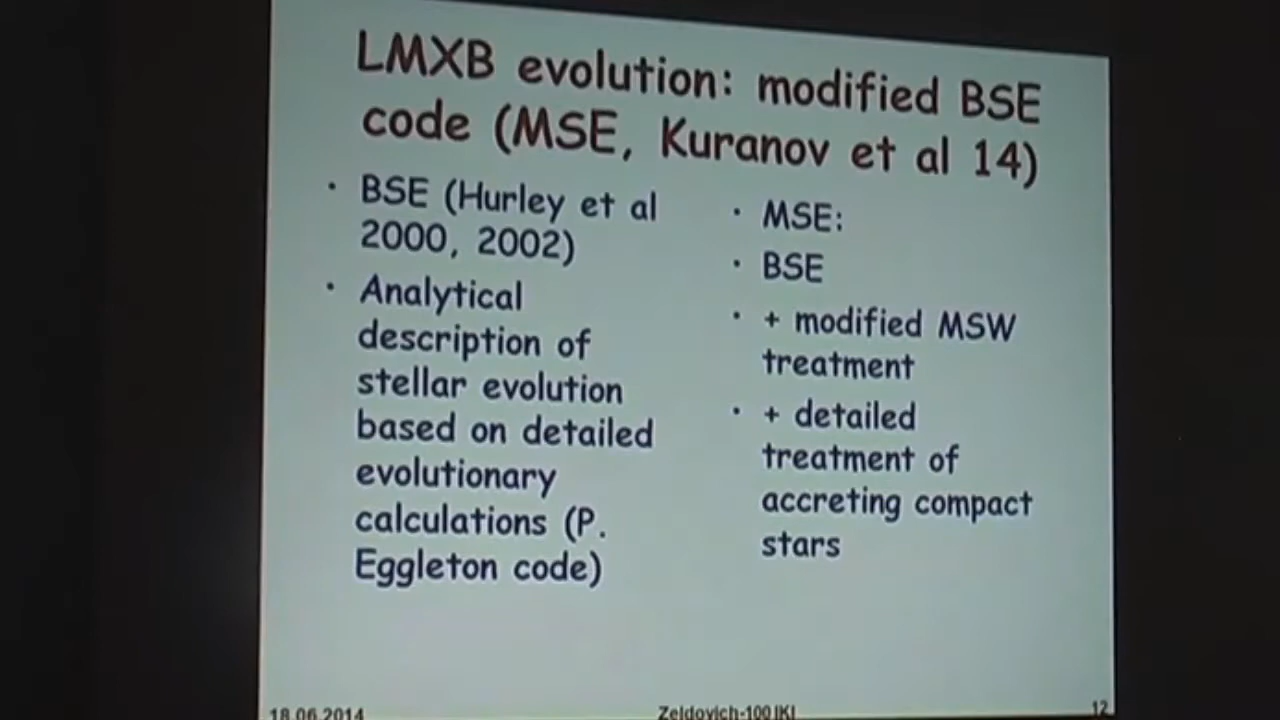 LMXB evolution: modified BSE
code (MSE, Kuranov et al 14)
• BSE (Hurley et al
2000, 2002)
• Analytical
description of
stellar evolution
based on detailed
evolutionary
calculations (P.
Eggleton code)
• MSE:
• BSE
• + modified MSW
treatment
• + detailed
treatment of
accreting compact
stars
18.06.2014
Zeldovich-100 IKI
12